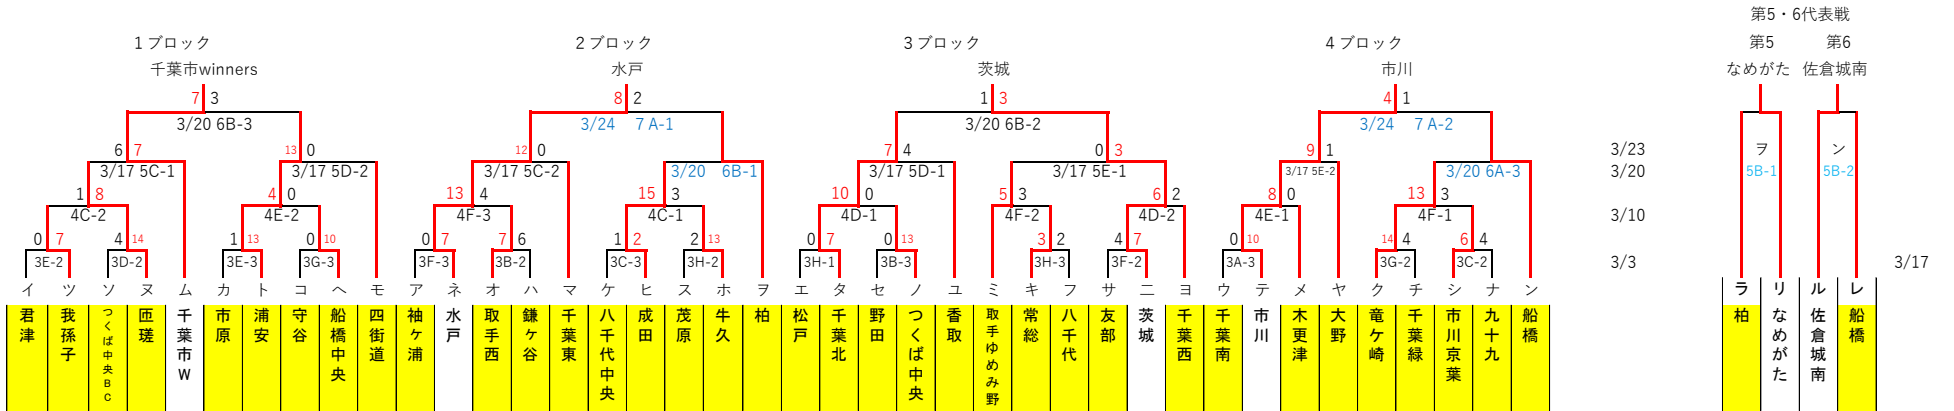 第5・6代表戦
1 ブロック 2 ブロック 3 ブロック 4 ブロック 第5 第6
千葉市winners 水戸 茨城 市川 なめがた 佐倉城南
7 3 8 2 1 3 4 1
3/20 6B-3 3/24 7 A-1 3/20 6B-2 3/24 7 A-2
6 7 13 0 12 0 7 4 0 3 9 1 3/23 ヲ ン
3/17 5C-1 3/17 5D-2 3/17 5C-2 3/20 6B-1 3/17 5D-1 3/17 5E-1 3/17 5E-2 3/20 6A-3 3/20 5B-1 5B-2
1 8 4 0 13 4 15 3 10 0 5 3 6 2 8 0 13 3
4C-2 4E-2 4F-3 4C-1 4D-1 4F-2 4D-2 4E-1 4F-1 3/10
0 7 4 14 1 13 0 10 0 7 7 6 1 2 2 13 0 7 0 13 3 2 4 7 0 10 14 4 6 4
3E-2 3D-2 3E-3 3G-3 3F-3 3B-2 3C-3 3H-2 3H-1 3B-3 3H-3 3F-2 3A-3 3G-2 3C-2 3/3 3/17
イ ツ ソ ヌ ム カ ト コ ヘ モ ア ネ オ ハ マ ケ ヒ ス ホ ヲ エ タ セ ノ ユ ミ キ フ サ ニ ヨ ウ テ メ ヤ ク チ シ ナ ン ラ リ ル レ
君津
我孫子
つくば中央BC
匝瑳
千葉市W
市原
浦安
守谷
船橋中央
四街道
袖ヶ浦
水戸
取手西
鎌ヶ谷
千葉東
八千代中央
成田
茂原
牛久
柏
松戸
千葉北
野田
つくば中央
香取
取手ゆめみ野
常総
八千代
友部
茨城
千葉西
千葉南
市川
木更津
大野
竜ケ崎
千葉緑
市川京葉
九十九
船橋
柏
なめがた
佐倉城南
船橋